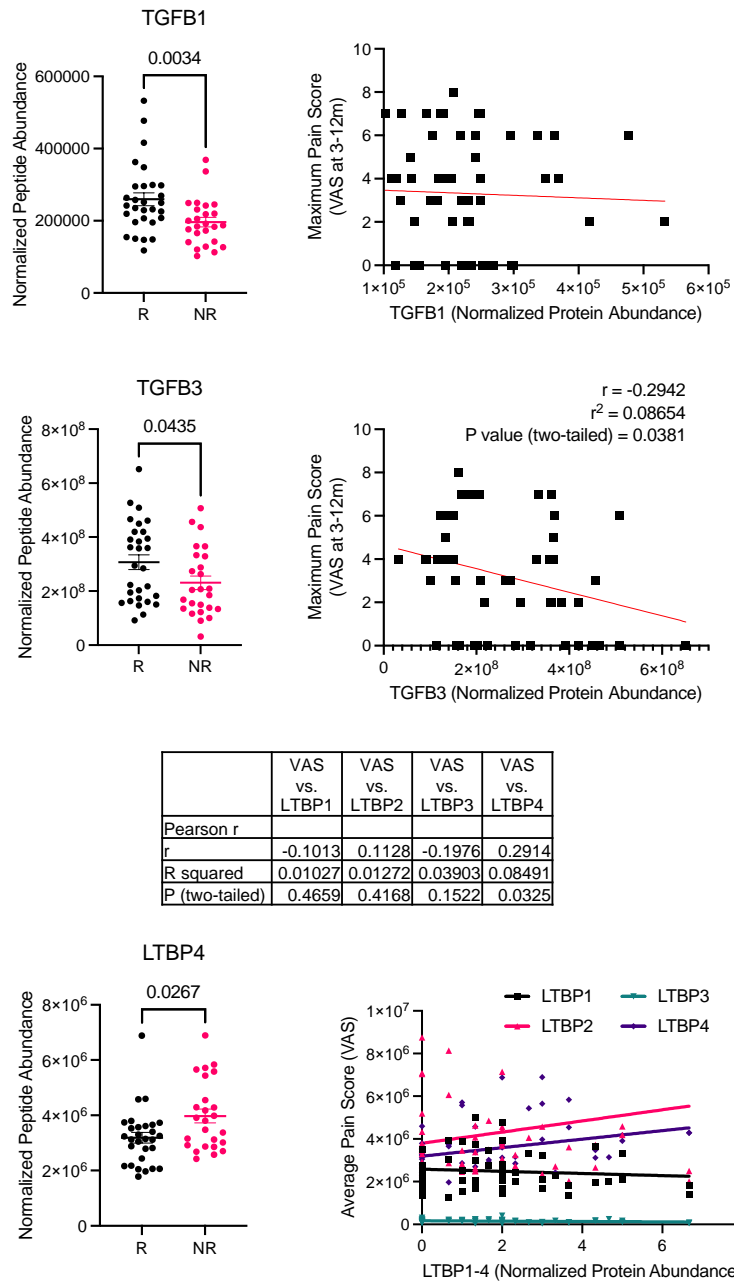 TGFB1
0.0034
Normalized Peptide Abundance
600000
400000
200000
0
R
NR
Maximum Pain Score
(VAS at 3-12m)
10
8
6
4
2
0
1×10⁵
2×10⁵
3×10⁵
4×10⁵
5×10⁵
6×10⁵
TGFB1 (Normalized Protein Abundance)
TGFB3
0.0435
Normalized Peptide Abundance
8×10⁸
6×10⁸
4×10⁸
2×10⁸
0
R
NR
r = -0.2942
r² = 0.08654
P value (two-tailed) = 0.0381
Maximum Pain Score
(VAS at 3-12m)
10
8
6
4
2
0
0
2×10⁸
4×10⁸
6×10⁸
TGFB3 (Normalized Protein Abundance)
VAS vs. LTBP1 VAS vs. LTBP2 VAS vs. LTBP3 VAS vs. LTBP4
Pearson r
r -0.1013 0.1128 -0.1976 0.2914
R squared 0.01027 0.01272 0.03903 0.08491
P (two-tailed) 0.4659 0.4168 0.1522 0.0325
LTBP4
0.0267
Normalized Peptide Abundance
8×10⁶
6×10⁶
4×10⁶
2×10⁶
0
R
NR
LTBP1
LTBP3
LTBP2
LTBP4
Average Pain Score (VAS)
1×10⁷
8×10⁶
6×10⁶
4×10⁶
2×10⁶
0
0
2
4
6
LTBP1-4 (Normalized Protein Abundance